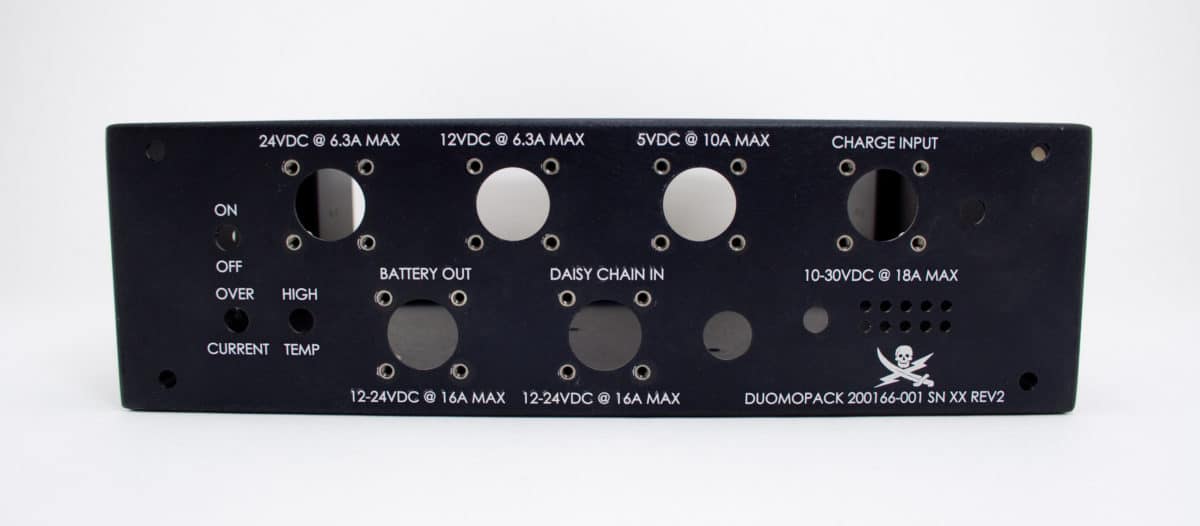 24VDC @ 6.3A MAX
12VDC @ 6.3A MAX
5VDC @ 10A MAX
CHARGE INPUT
ON
OFF
BATTERY OUT
DAISY CHAIN IN
10-30VDC @ 18A MAX
OVER
HIGH
CURRENT
TEMP
12-24VDC @ 16A MAX
12-24VDC @ 16A MAX
DUOMOPACK 200166-001 SN XX REV2